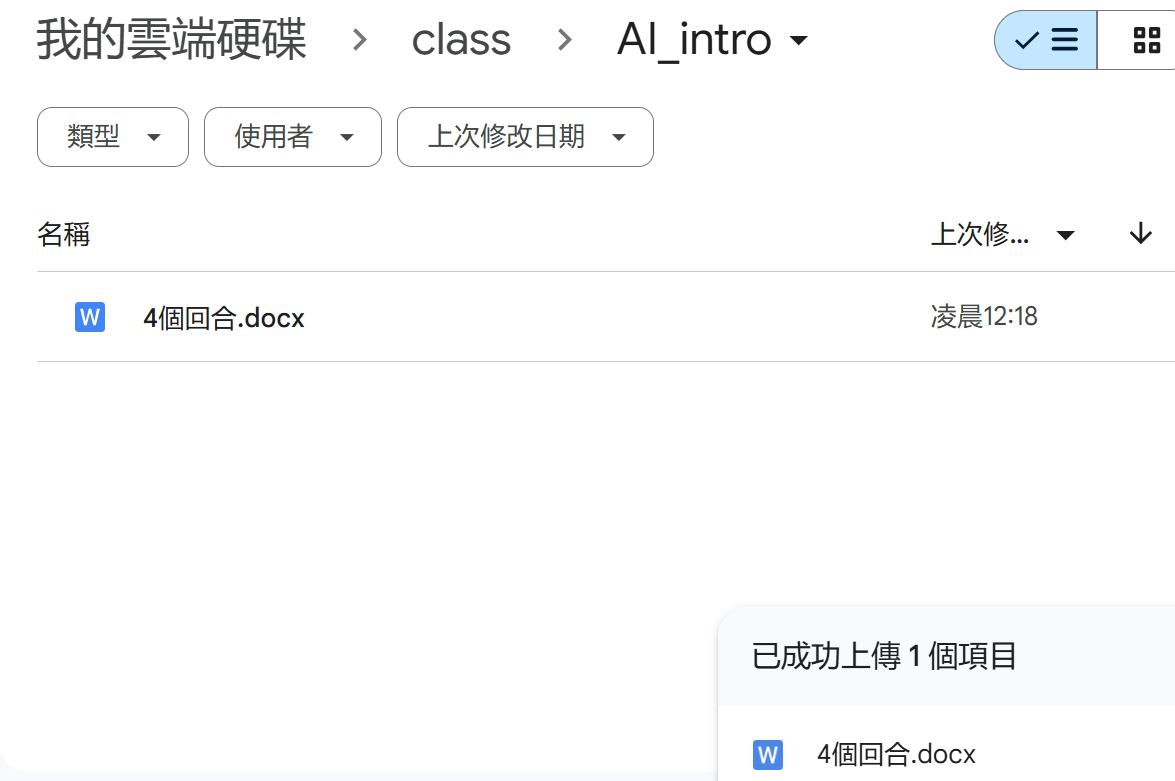 我的雲端硬碟 > class > AI_intro
類型 使用者 上次修改日期
名稱 上次修... 
W 4個回合.docx 凌晨12:18
已成功上傳 1 個項目
W 4個回合.docx